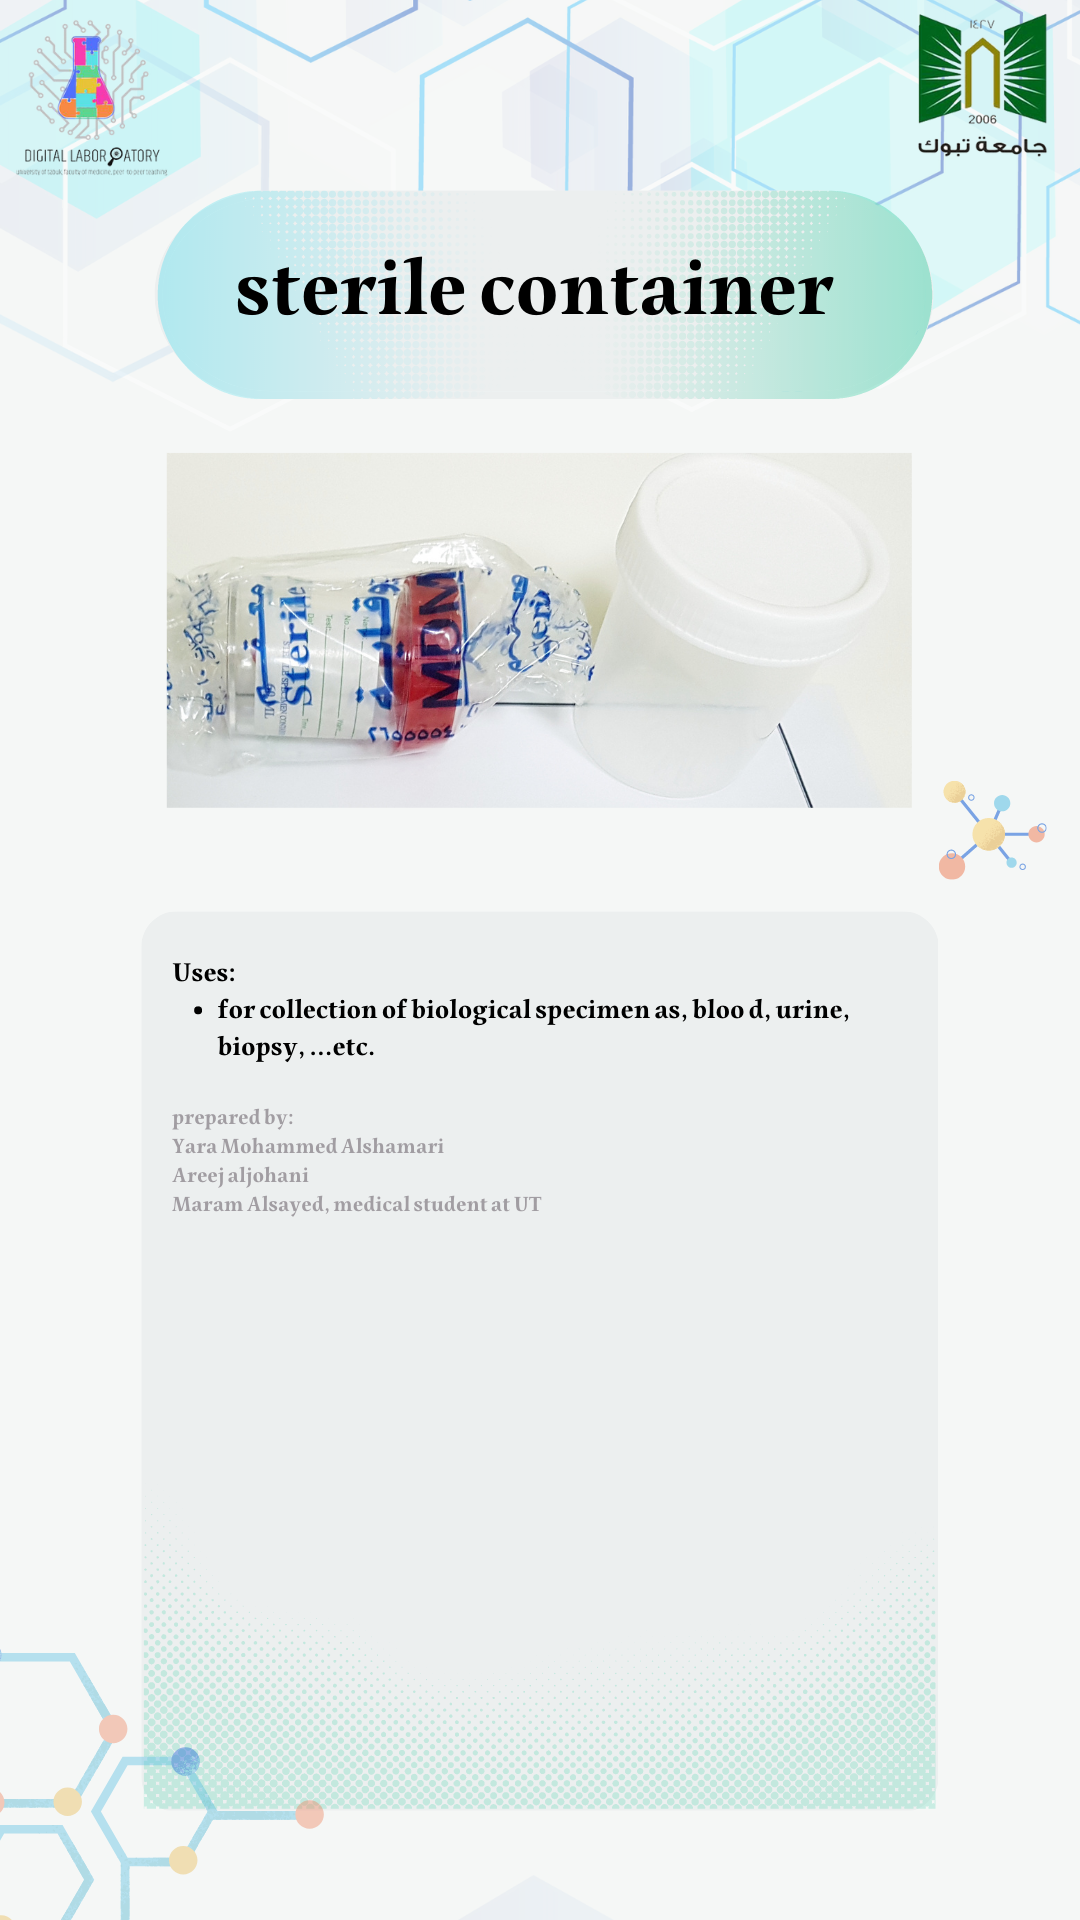 ١٤٢٧
2006
جامعة تبوك
DIGITAL LABORATORY
university of tabuk, faculty of medicine, peer to peer teaching
sterile container
Sterile
MDM
60 ML
Uses:
• for collection of biological specimen as, bloo d, urine,
biopsy, ...etc.
prepared by:
Yara Mohammed Alshamari
Areej aljohani
Maram Alsayed, medical student at UT